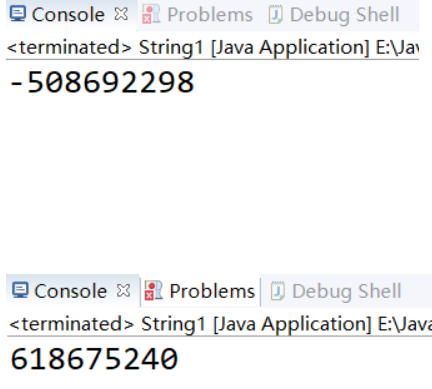 Console Problems Debug Shell
<terminated> String1 [Java Application] E:\Jav
-508692298
Console Problems Debug Shell
<terminated> String1 [Java Application] E:\Java
618675240